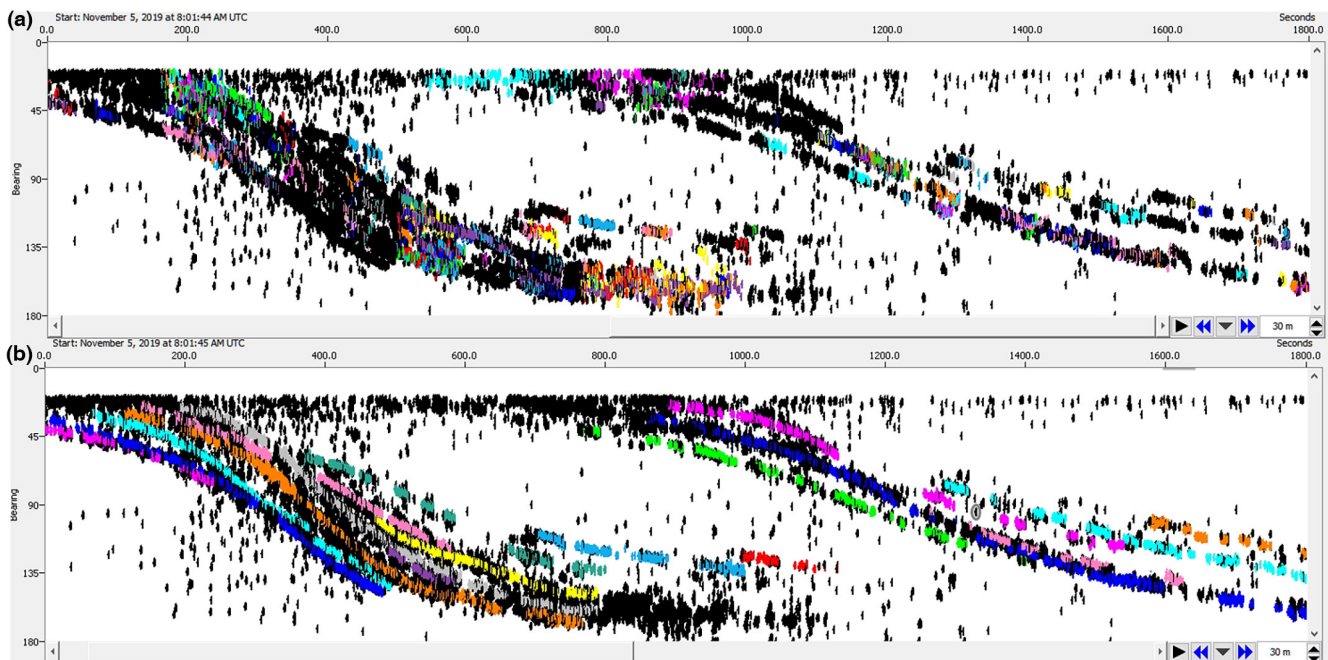 (a)
Start: November 5, 2019 at 8:01:44 AM UTC
Seconds
0.0 200.0 400.0 600.0 800.0 1000.0 1200.0 1400.0 1600.0 1800.0
0
45
90
135
180
Bearing
30 m
(b)
Start: November 5, 2019 at 8:01:45 AM UTC
Seconds
0.0 200.0 400.0 600.0 800.0 1000.0 1200.0 1400.0 1600.0 1800.0
0
45
90
135
180
Bearing
30 m